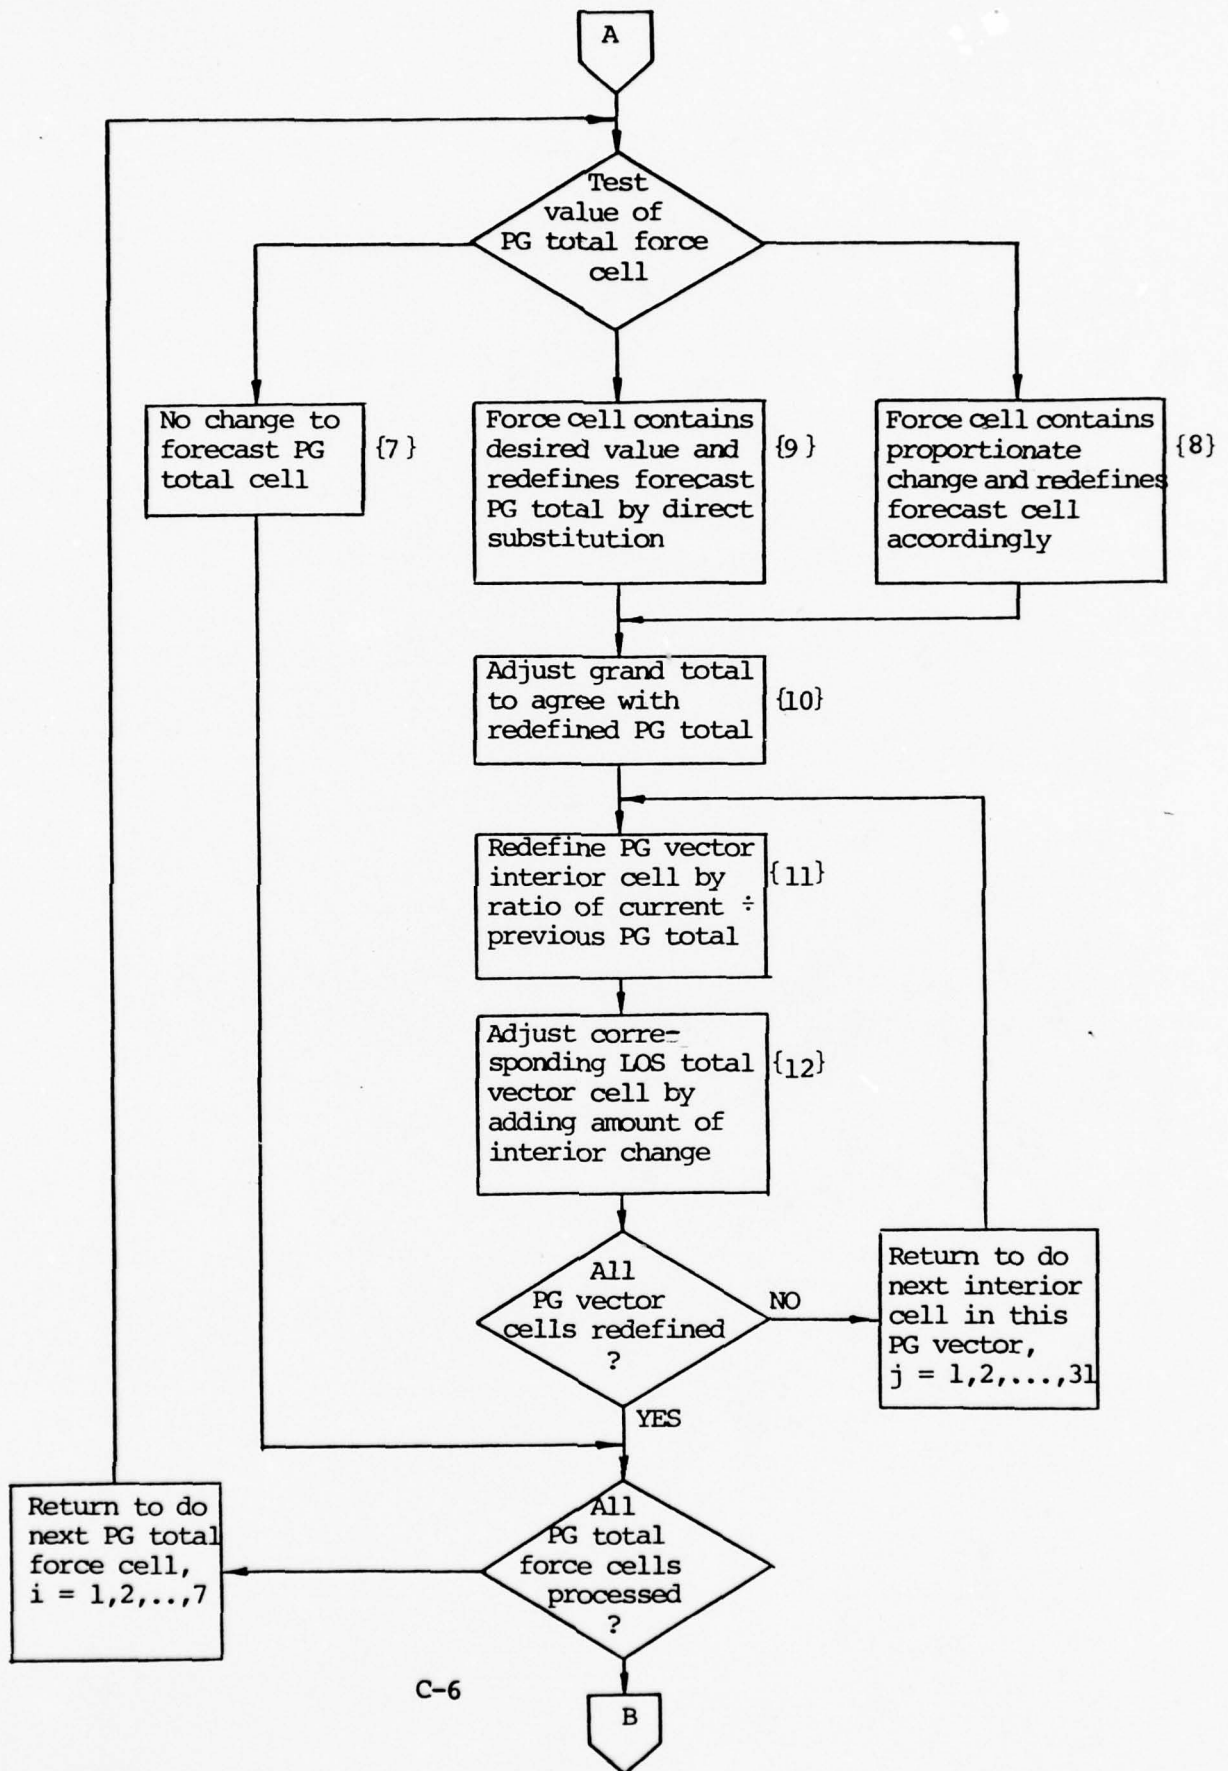 A
Test
value of
PG total force
cell
No change to
forecast PG
total cell
{7}
Force cell contains
desired value and
redefines forecast
PG total by direct
substitution
{9}
Force cell contains
proportionate
change and redefines
forecast cell
accordingly
{8}
Adjust grand total
to agree with
redefined PG total
{10}
Redefine PG vector
interior cell by
ratio of current ÷
previous PG total
{11}
Adjust corre-
sponding LOS total
vector cell by
adding amount of
interior change
{12}
All
PG vector
cells redefined
?
NO
Return to do
next interior
cell in this
PG vector,
j = 1,2,...,31
YES
All
PG total
force cells
processed
?
Return to do
next PG total
force cell,
i = 1,2,..,7
C-6
B